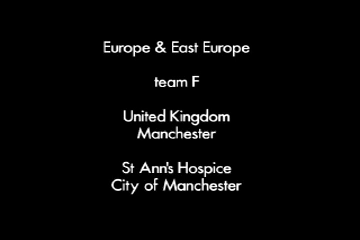 Europe & East Europe
team F
United Kingdom
Manchester
St Ann's Hospice
City of Manchester